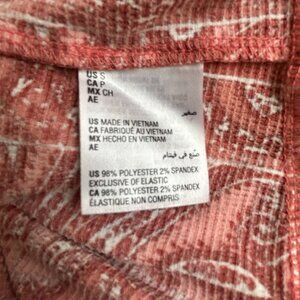 US S
CA P
MX CH
AE
صغير
US MADE IN VIETNAM
CA FABRIQUÉ AU VIETNAM
MX HECHO EN VIETNAM
AE
صنع في فيتنام
US 98% POLYESTER 2% SPANDEX
EXCLUSIVE OF ELASTIC
CA 98% POLYESTER 2% SPANDEX
ÉLASTIQUE NON COMPRIS